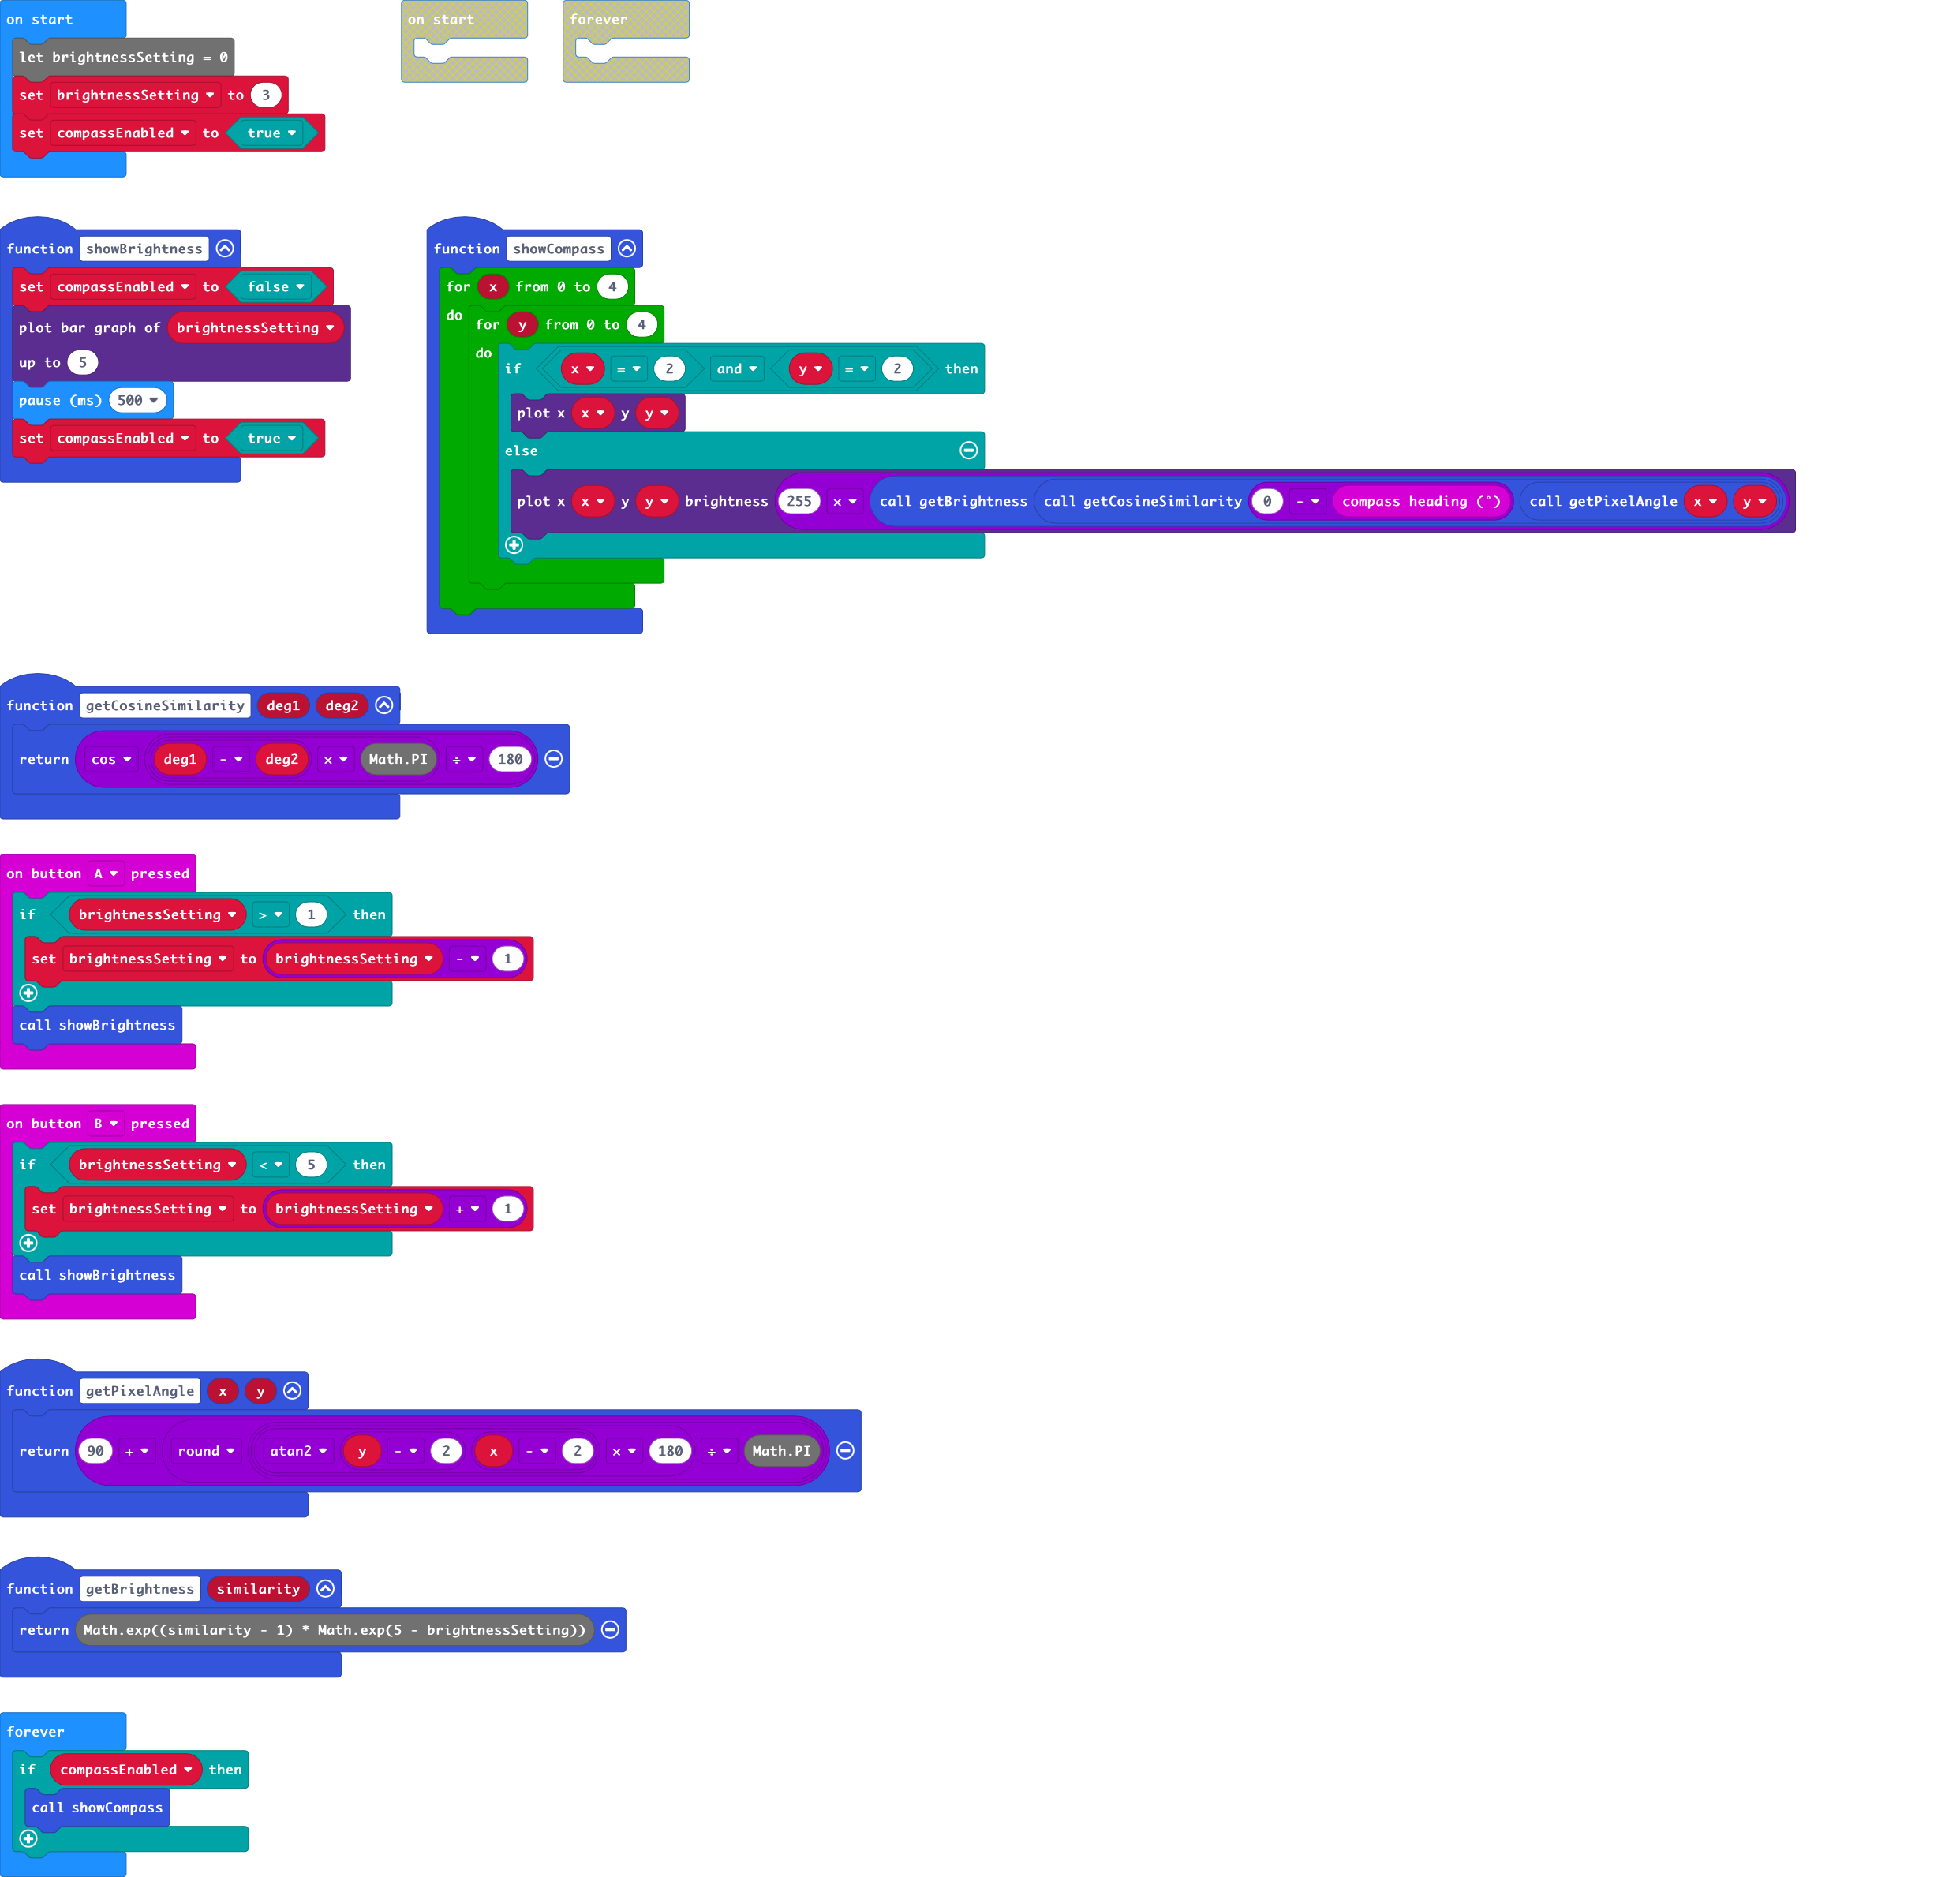 on start
let brightnessSetting = 0
set brightnessSetting to 3
set compassEnabled to true
on start
forever
function showBrightness
set compassEnabled to false
plot bar graph of brightnessSetting
up to 5
pause (ms) 500
set compassEnabled to true
function showCompass
for x from 0 to 4
do
for y from 0 to 4
do
if x = 2 and y = 2 then
plot x x y y
else
plot x x y y brightness 255 × call getBrightness call getCosineSimilarity 0 - compass heading (°) call getPixelAngle x y
function getCosineSimilarity deg1 deg2
return cos deg1 - deg2 × Math.PI ÷ 180
on button A pressed
if brightnessSetting > 1 then
set brightnessSetting to brightnessSetting - 1
call showBrightness
on button B pressed
if brightnessSetting < 5 then
set brightnessSetting to brightnessSetting + 1
call showBrightness
function getPixelAngle x y
return 90 + round atan2 y - 2 x - 2 × 180 ÷ Math.PI
function getBrightness similarity
return Math.exp((similarity - 1) * Math.exp(5 - brightnessSetting))
forever
if compassEnabled then
call showCompass